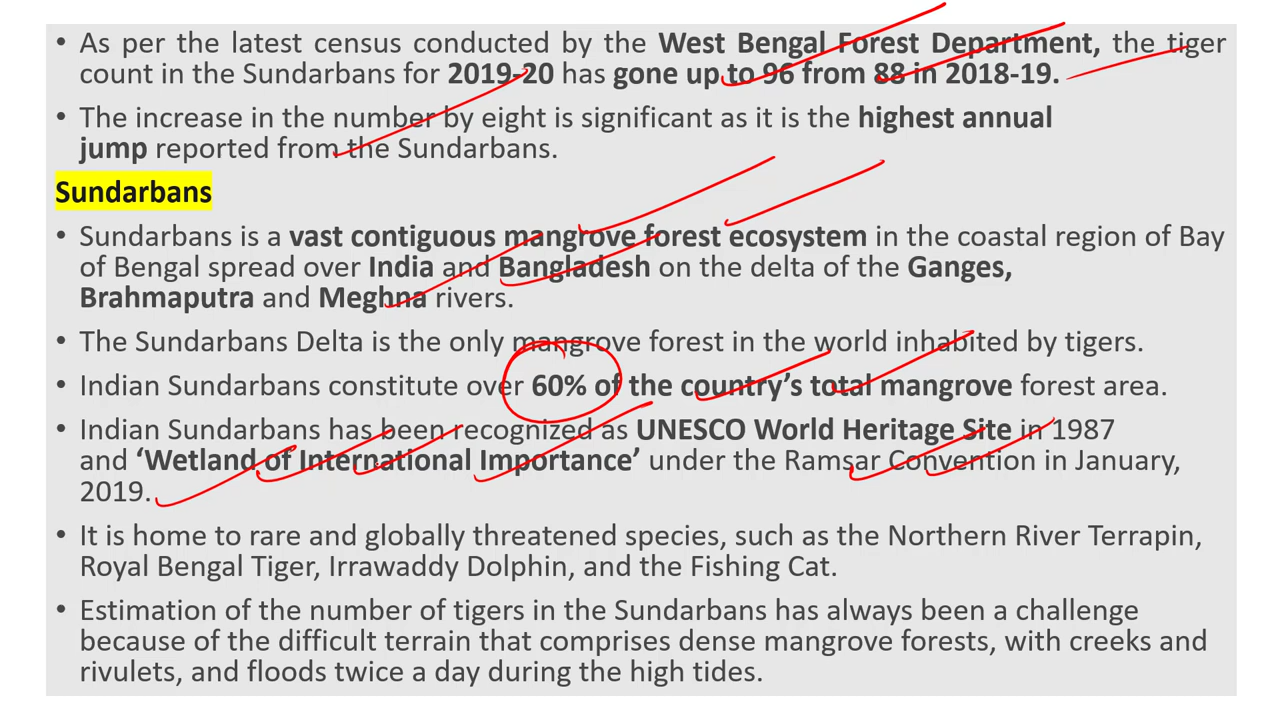 • As per the latest census conducted by the West Bengal Forest Department, the tiger
count in the Sundarbans for 2019-20 has gone up to 96 from 88 in 2018-19.
• The increase in the number by eight is significant as it is the highest annual
jump reported from the Sundarbans.
Sundarbans
• Sundarbans is a vast contiguous mangrove forest ecosystem in the coastal region of Bay
of Bengal spread over India and Bangladesh on the delta of the Ganges,
Brahmaputra and Meghna rivers.
• The Sundarbans Delta is the only mangrove forest in the world inhabited by tigers.
• Indian Sundarbans constitute over 60% of the country’s total mangrove forest area.
• Indian Sundarbans has been recognized as UNESCO World Heritage Site in 1987
and ‘Wetland of International Importance’ under the Ramsar Convention in January,
2019.
• It is home to rare and globally threatened species, such as the Northern River Terrapin,
Royal Bengal Tiger, Irrawaddy Dolphin, and the Fishing Cat.
• Estimation of the number of tigers in the Sundarbans has always been a challenge
because of the difficult terrain that comprises dense mangrove forests, with creeks and
rivulets, and floods twice a day during the high tides.